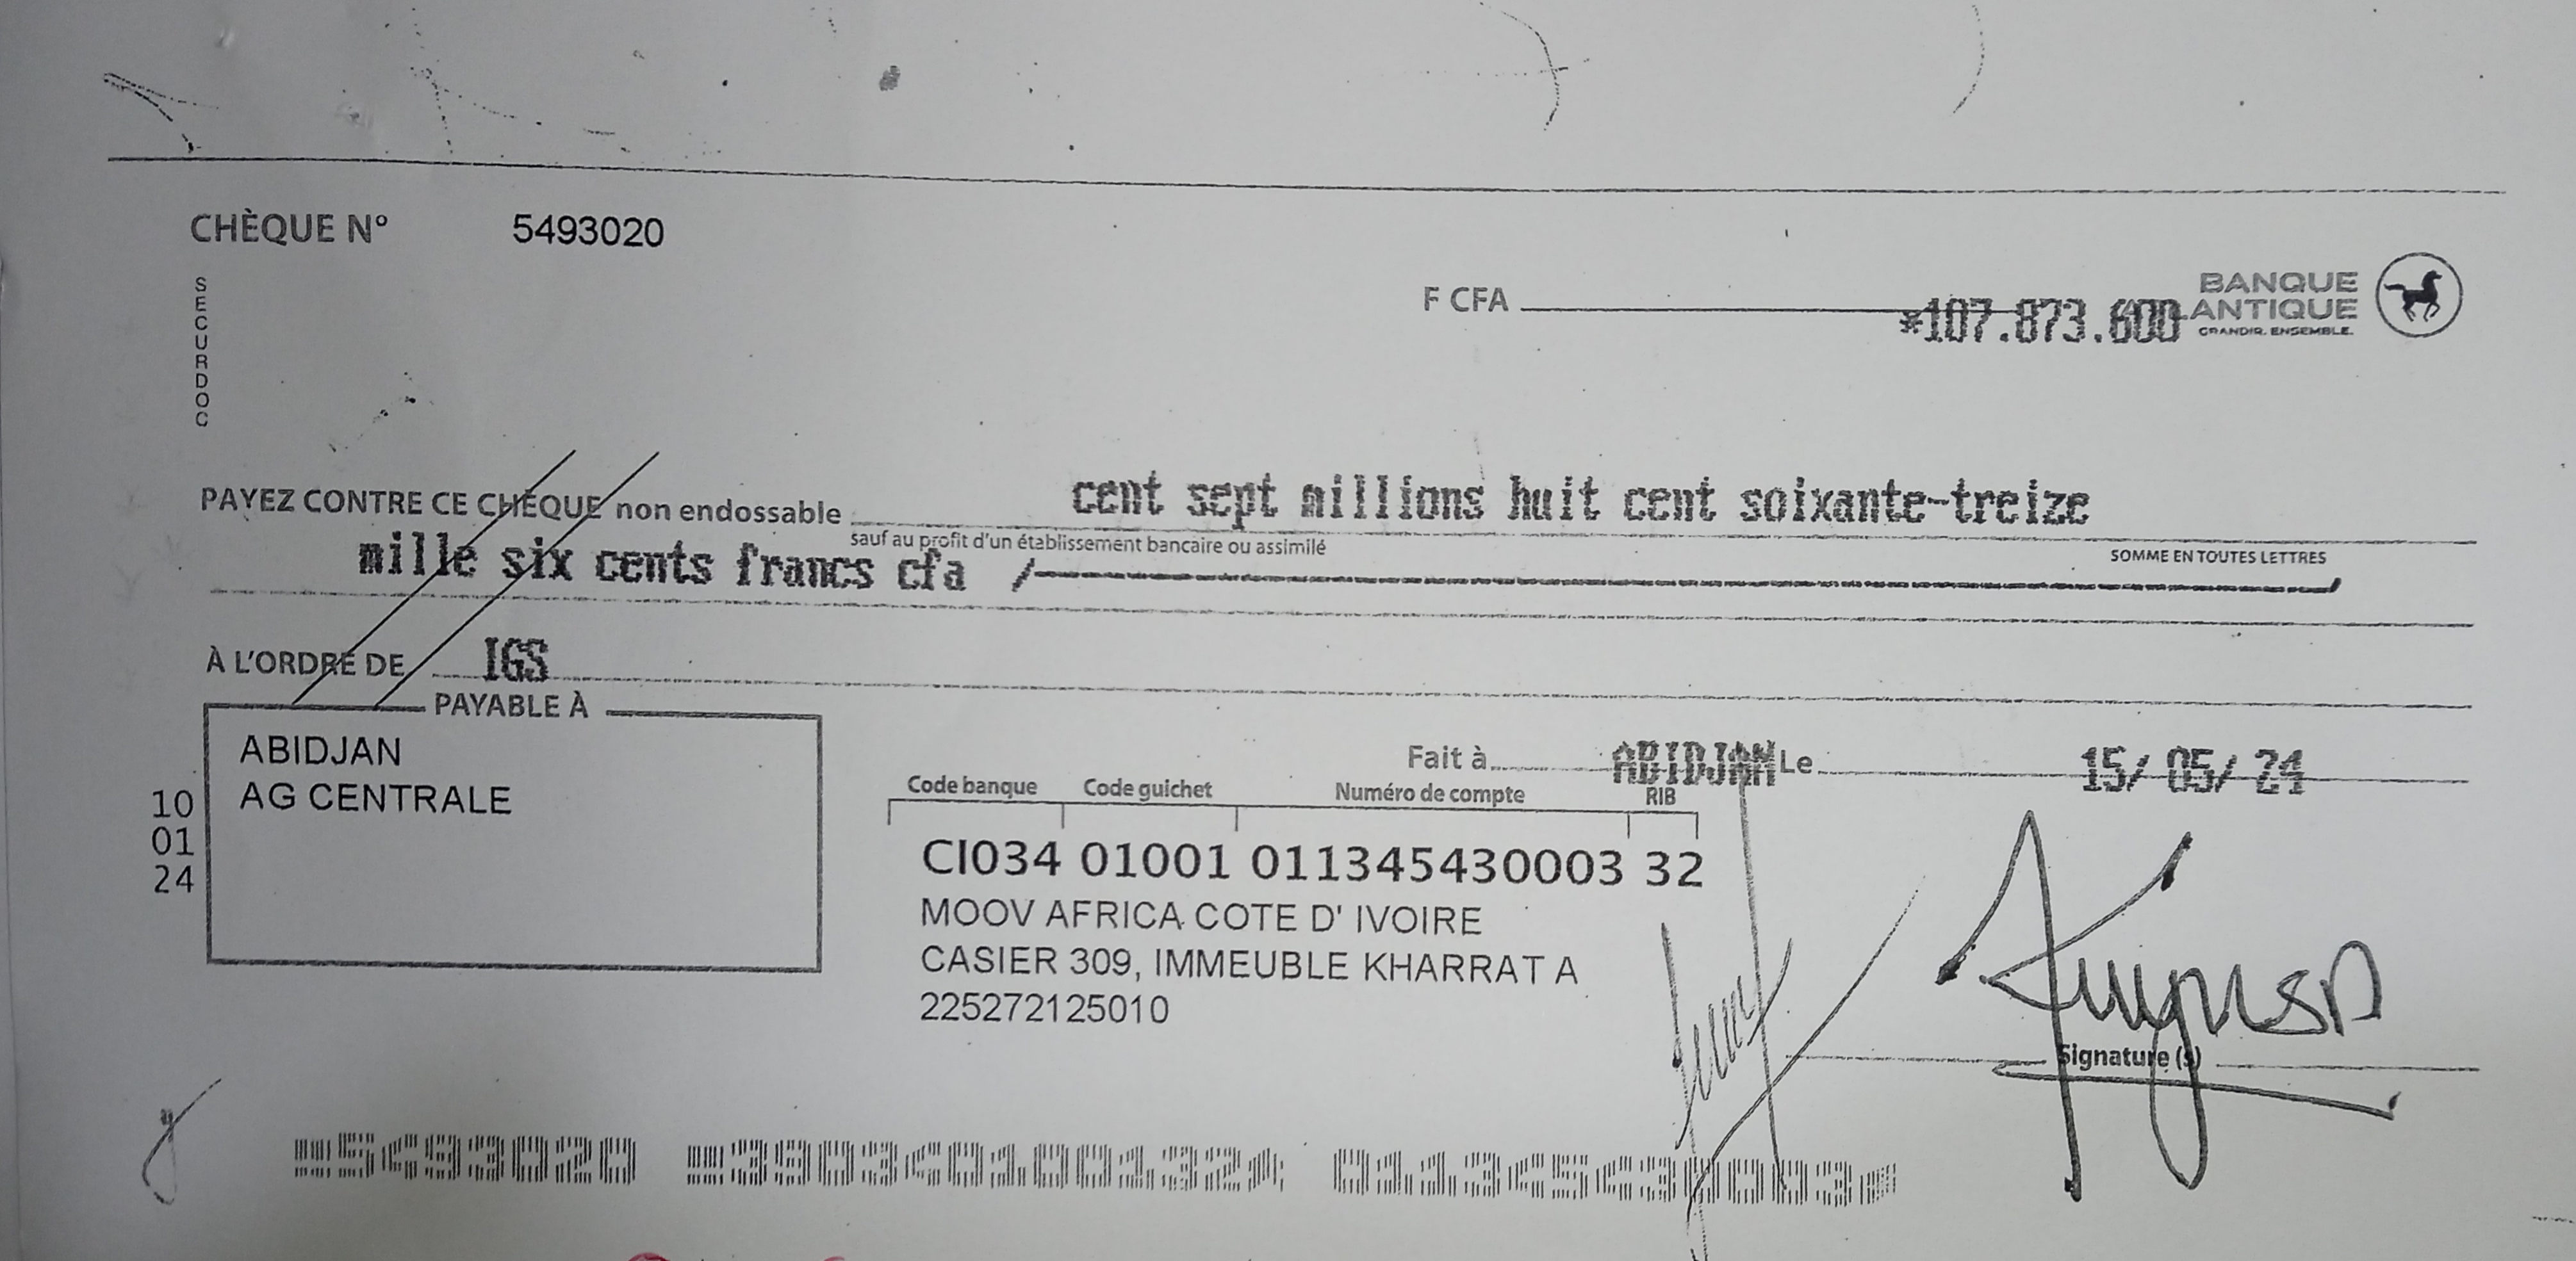 CHÈQUE N° 5493020
SECURDOC
F CFA *107.873.600
BANQUE
ANTIQUE
GRANDIR. ENSEMBLE.
PAYEZ CONTRE CE CHÈQUE non endossable cent sept millions huit cent soixante-treize
sauf au profit d'un établissement bancaire ou assimilé
SOMME EN TOUTES LETTRES
mille six cents francs cfa /
À L'ORDRE DE IGS
PAYABLE À
ABIDJAN
AG CENTRALE
10
01
24
Fait à ABIDJAN Le 15/ 05/ 24
Code banque Code guichet Numéro de compte RIB
CI034 01001 011345430003 32
MOOV AFRICA COTE D' IVOIRE
CASIER 309, IMMEUBLE KHARRAT A
225272125010
Signature (s)
5493020 390340100132 011345430003